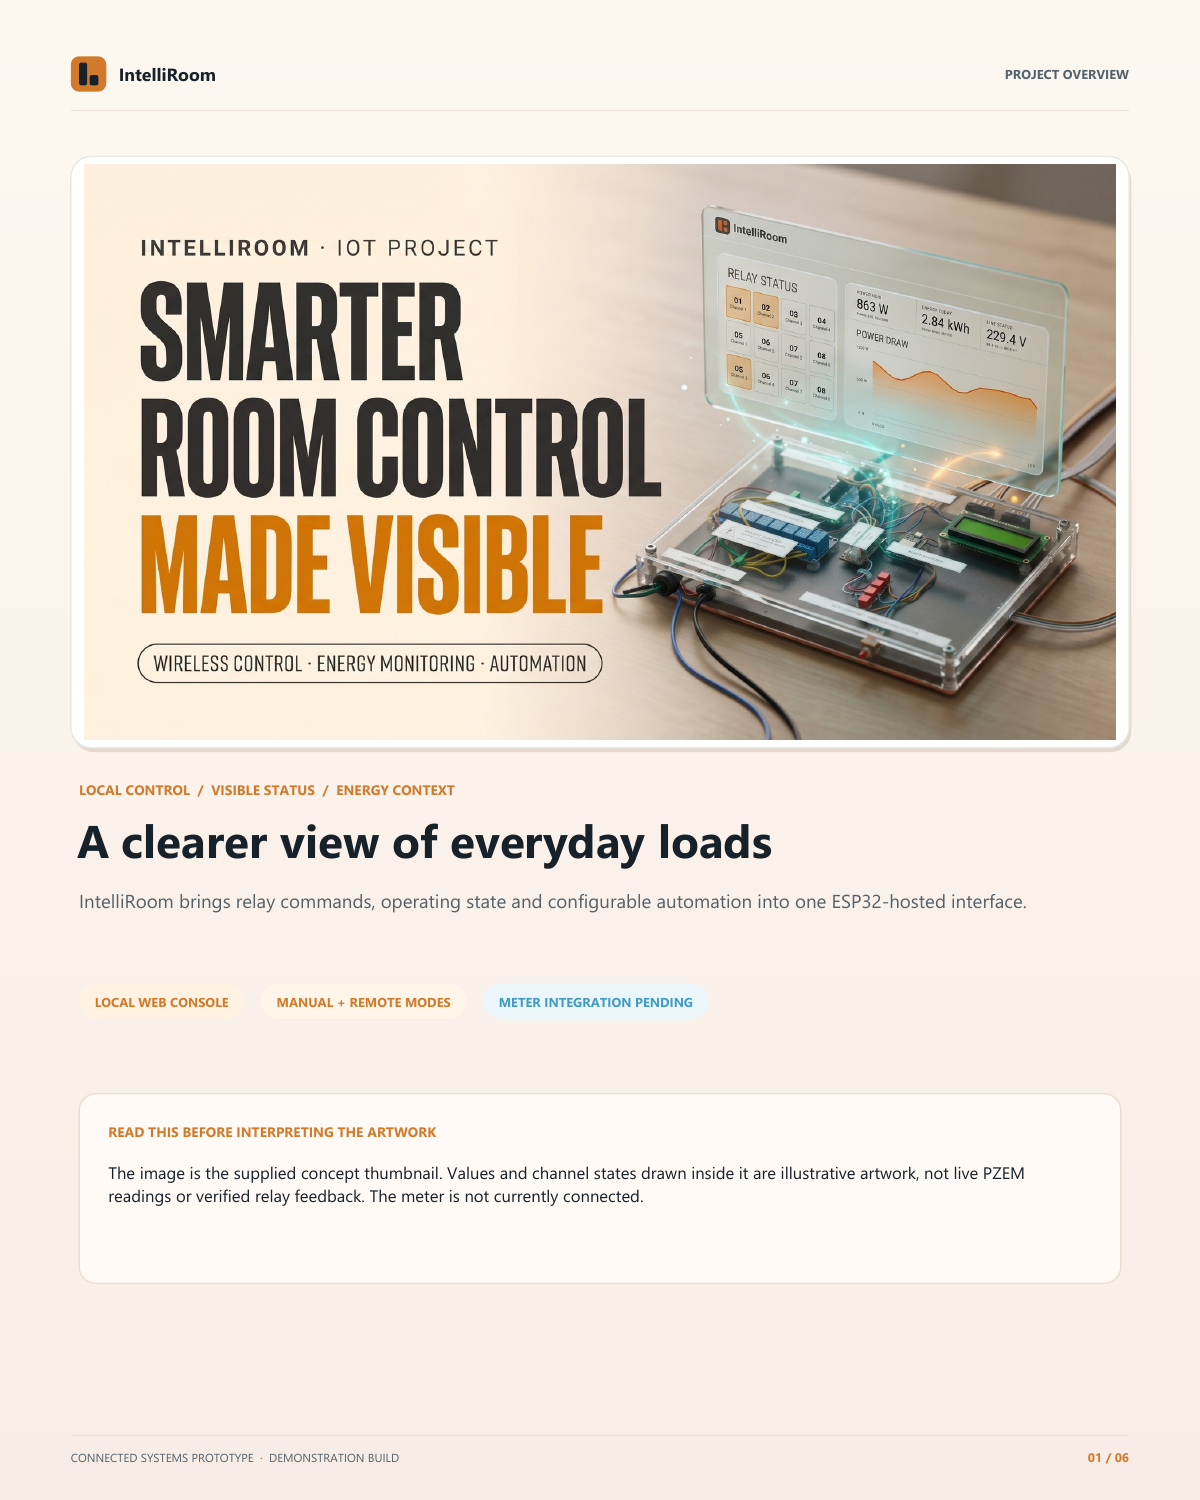 IntelliRoom
PROJECT OVERVIEW
INTELLIROOM · IOT PROJECT
SMARTER
ROOM CONTROL
MADE VISIBLE
WIRELESS CONTROL · ENERGY MONITORING · AUTOMATION
IntelliRoom
RELAY STATUS
01 02 03 04
05 06 07 08
05 06 07 08
863 W
2.84 kWh
229.4 V
POWER DRAW
LOCAL CONTROL / VISIBLE STATUS / ENERGY CONTEXT
A clearer view of everyday loads
IntelliRoom brings relay commands, operating state and configurable automation into one ESP32-hosted interface.
LOCAL WEB CONSOLE
MANUAL + REMOTE MODES
METER INTEGRATION PENDING
READ THIS BEFORE INTERPRETING THE ARTWORK
The image is the supplied concept thumbnail. Values and channel states drawn inside it are illustrative artwork, not live PZEM
readings or verified relay feedback. The meter is not currently connected.
CONNECTED SYSTEMS PROTOTYPE · DEMONSTRATION BUILD
01 / 06